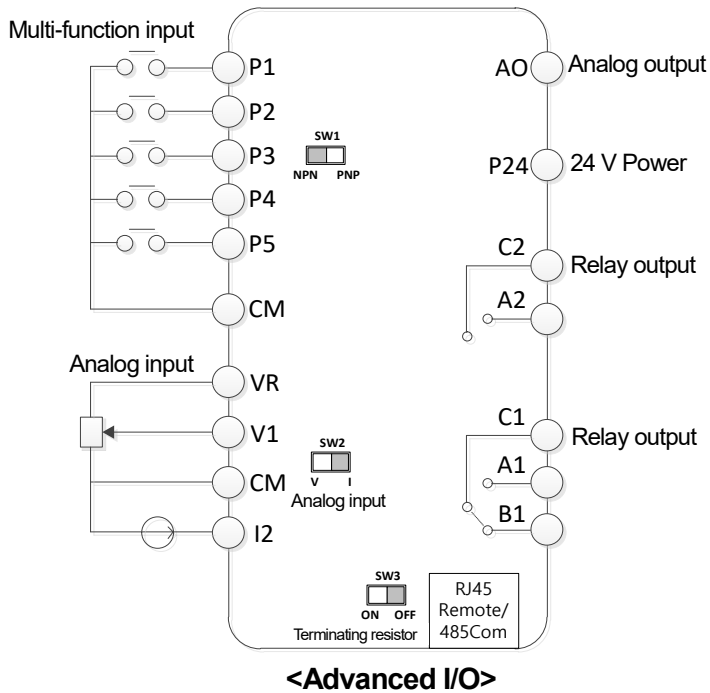 Multi-function input
P1
P2
P3
P4
P5
CM
SW1
NPN PNP
Analog input
VR
V1
CM
I2
SW2
V I
Analog input
SW3
ON OFF
Terminating resistor
RJ45
Remote/
485Com
AO Analog output
P24 24 V Power
C2 Relay output
A2
C1 Relay output
A1
B1
<Advanced I/O>